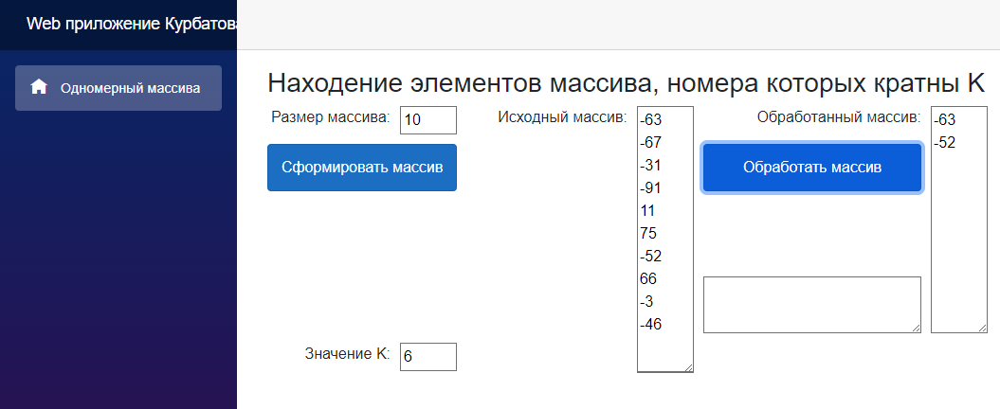 Web приложение Курбатова
Одномерный массива
Находение элементов массива, номера которых кратны K
Размер массива:
10
Сформировать массив
Значение K:
6
Исходный массив:
-63
-67
-31
-91
11
75
-52
66
-3
-46
Обработанный массив:
Обработать массив
-63
-52